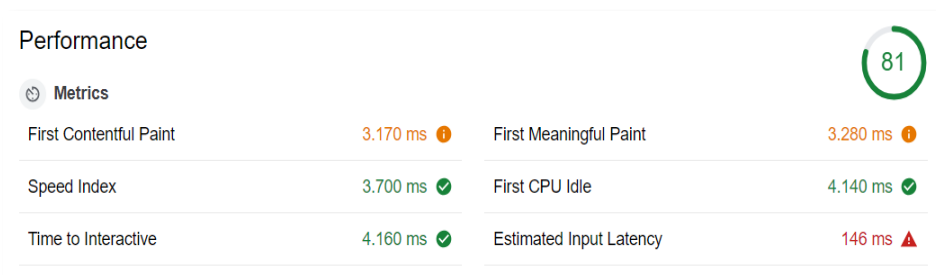 Performance
81
Metrics
First Contentful Paint 3.170 ms First Meaningful Paint 3.280 ms
Speed Index 3.700 ms First CPU Idle 4.140 ms
Time to Interactive 4.160 ms Estimated Input Latency 146 ms